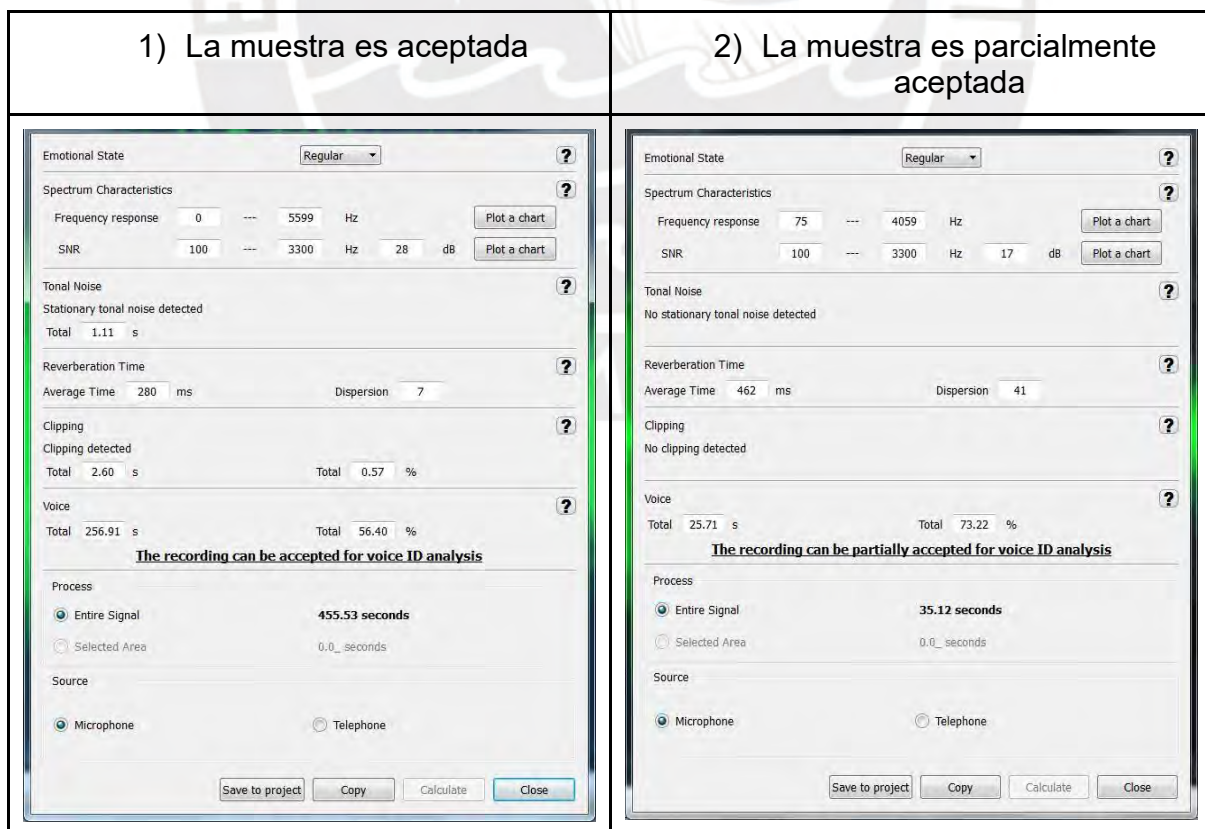 1) La muestra es aceptada
2) La muestra es parcialmente
aceptada
Emotional State Regular ?
Spectrum Characteristics ?
Frequency response 0 --- 5599 Hz Plot a chart
SNR 100 --- 3300 Hz 28 dB Plot a chart
Tonal Noise ?
Stationary tonal noise detected
Total 1.11 s
Reverberation Time ?
Average Time 280 ms Dispersion 7
Clipping ?
Clipping detected
Total 2.60 s Total 0.57 %
Voice ?
Total 256.91 s Total 56.40 %
The recording can be accepted for voice ID analysis
Process
Entire Signal 455.53 seconds
Selected Area 0.0_ seconds
Source
Microphone Telephone
Save to project Copy Calculate Close
Emotional State Regular ?
Spectrum Characteristics ?
Frequency response 75 --- 4059 Hz Plot a chart
SNR 100 --- 3300 Hz 17 dB Plot a chart
Tonal Noise ?
No stationary tonal noise detected
Reverberation Time ?
Average Time 462 ms Dispersion 41
Clipping ?
No clipping detected
Voice ?
Total 25.71 s Total 73.22 %
The recording can be partially accepted for voice ID analysis
Process
Entire Signal 35.12 seconds
Selected Area 0.0_ seconds
Source
Microphone Telephone
Save to project Copy Calculate Close